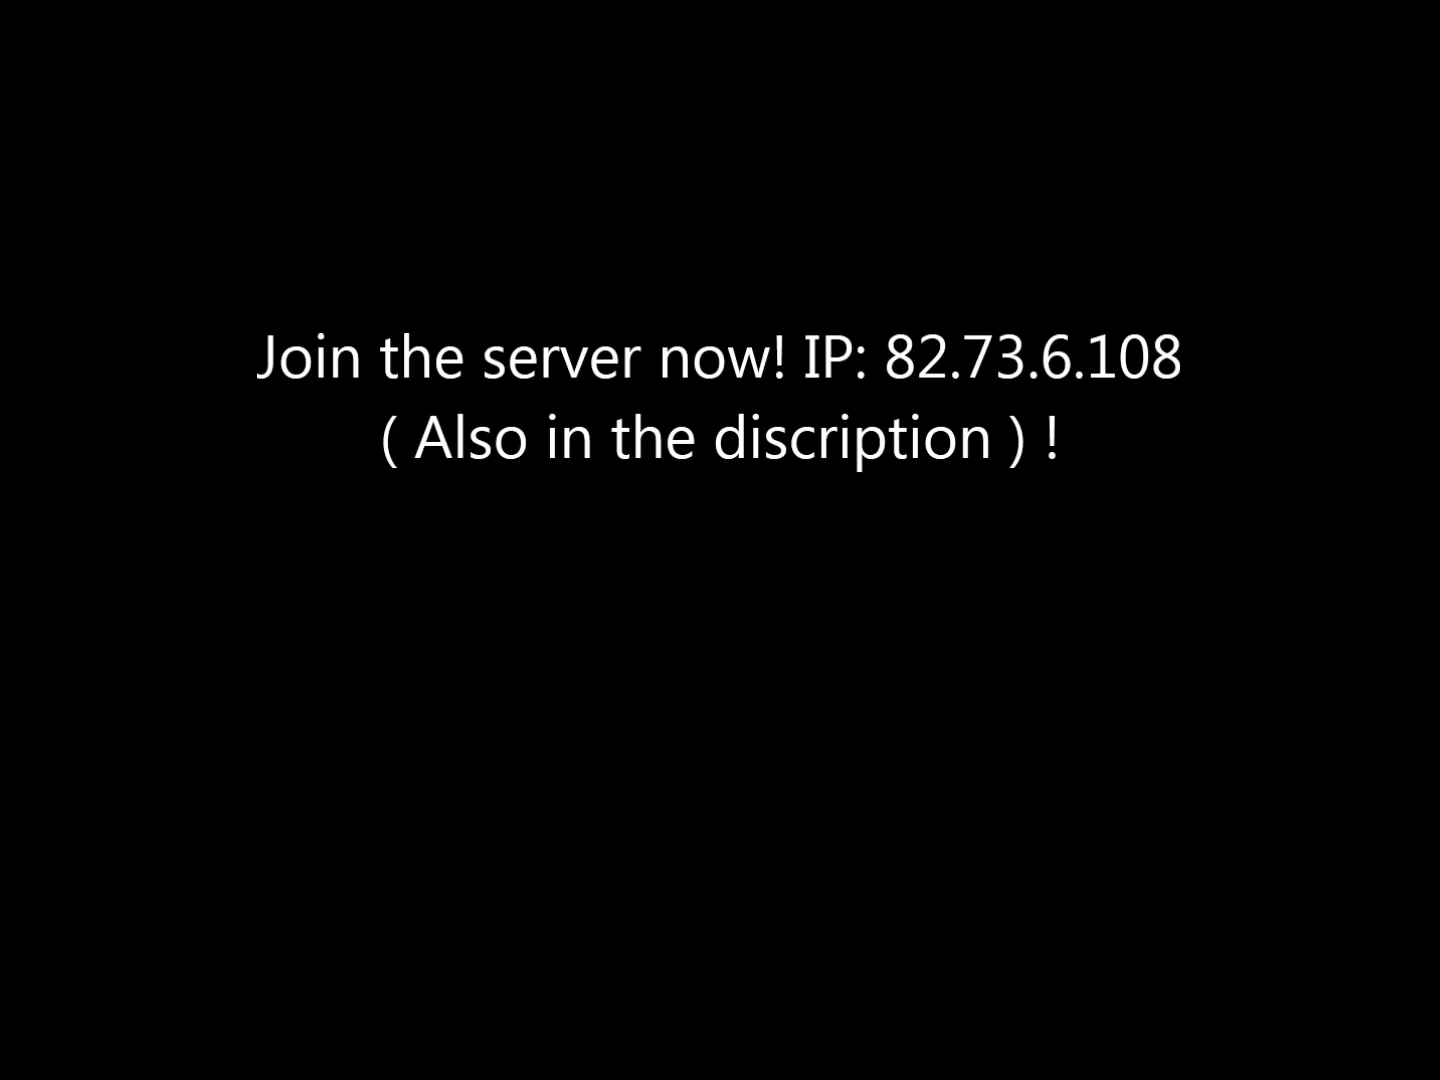 Join the server now! IP: 82.73.6.108
( Also in the discription ) !